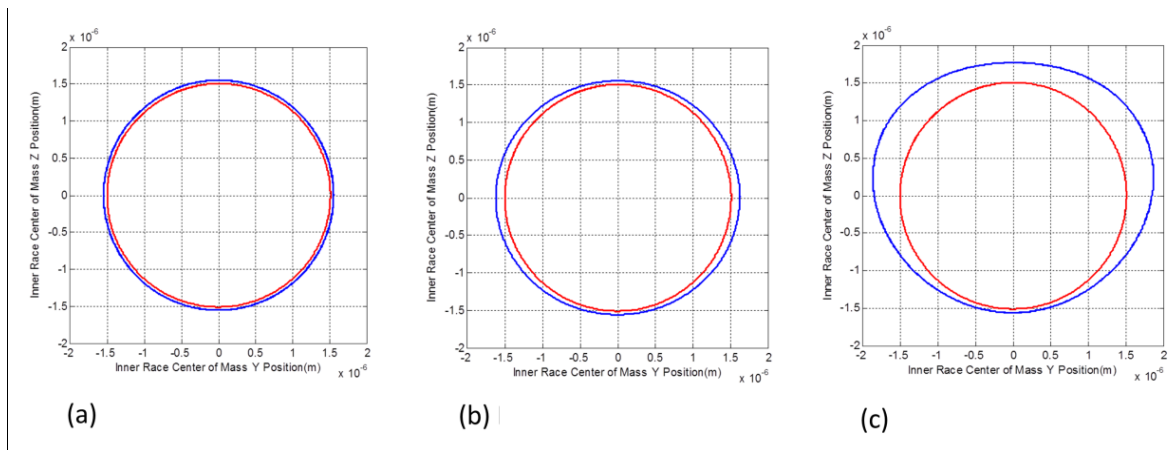 x 10⁻⁶
2
1.5
1
0.5
0
-0.5
-1
-1.5
-2
Inner Race Center of Mass Z Position(m)
-2 -1.5 -1 -0.5 0 0.5 1 1.5 2
Inner Race Center of Mass Y Position(m)
x 10⁻⁶
(a)
x 10⁻⁶
2
1.5
1
0.5
0
-0.5
-1
-1.5
-2
Inner Race Center of Mass Z Position(m)
-2 -1.5 -1 -0.5 0 0.5 1 1.5 2
Inner Race Center of Mass Y Position(m)
x 10⁻⁶
(b)
x 10⁻⁶
2
1.5
1
0.5
0
-0.5
-1
-1.5
-2
Inner Race Center of Mass Z Position(m)
-2 -1.5 -1 -0.5 0 0.5 1 1.5 2
Inner Race Center of Mass Y Position(m)
x 10⁻⁶
(c)